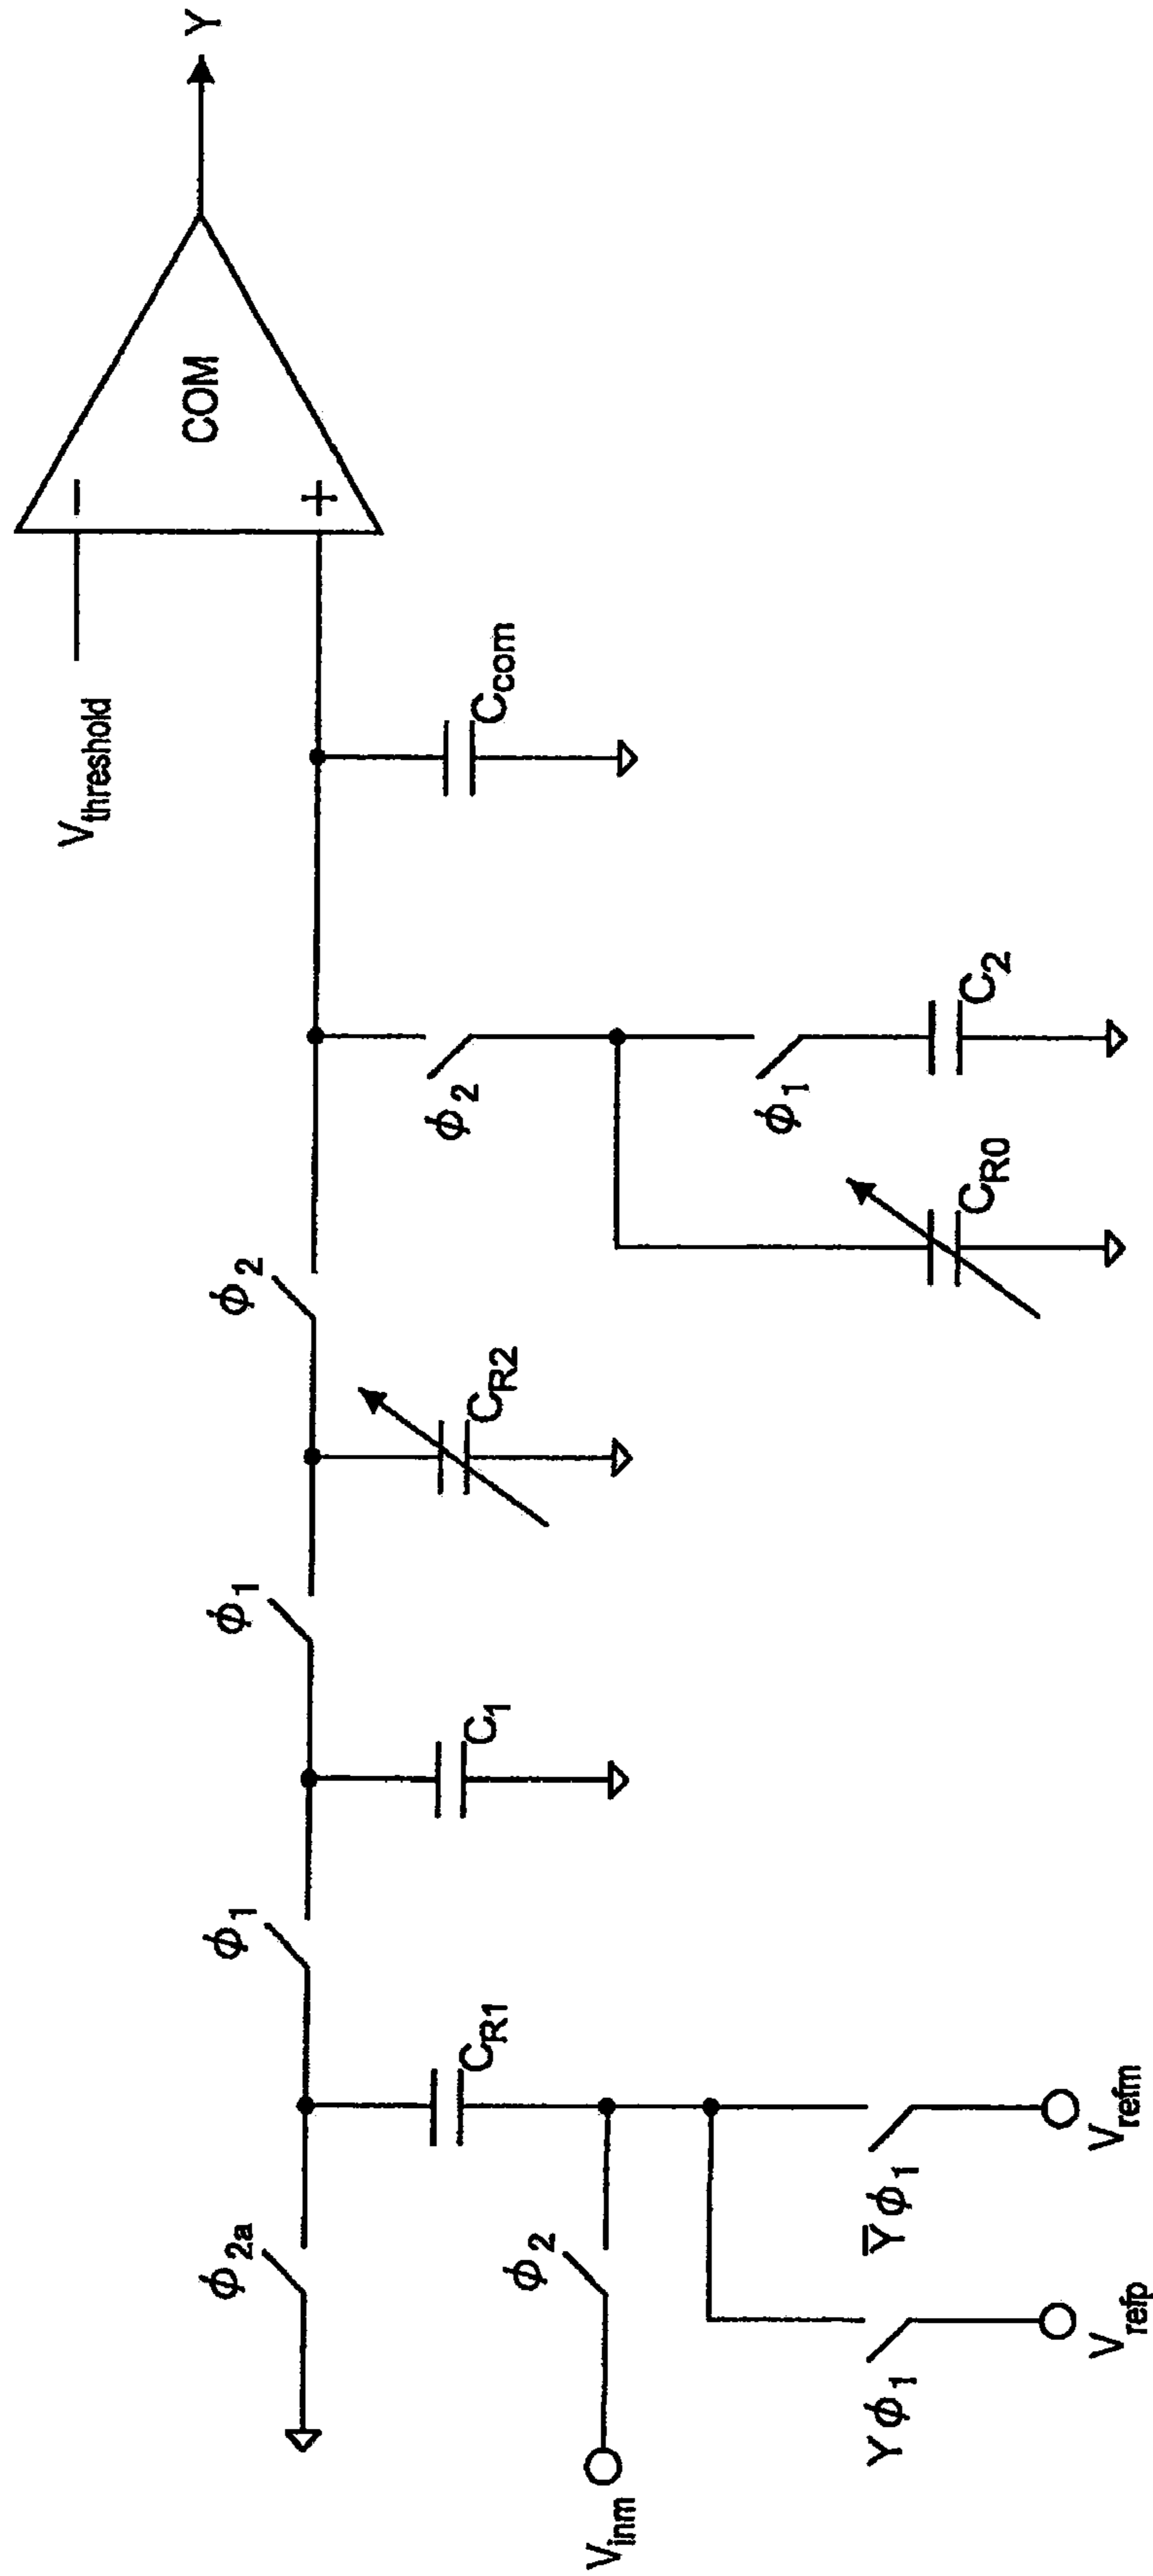 V_inm
ϕ_2a
ϕ_2
Yϕ_1
V_refp
Y̅ϕ_1
V_refm
C_R1
ϕ_1
C_1
ϕ_1
C_R2
ϕ_2
ϕ_2
C_R0
ϕ_1
C_2
C_com
V_threshold
−
+
COM
Y